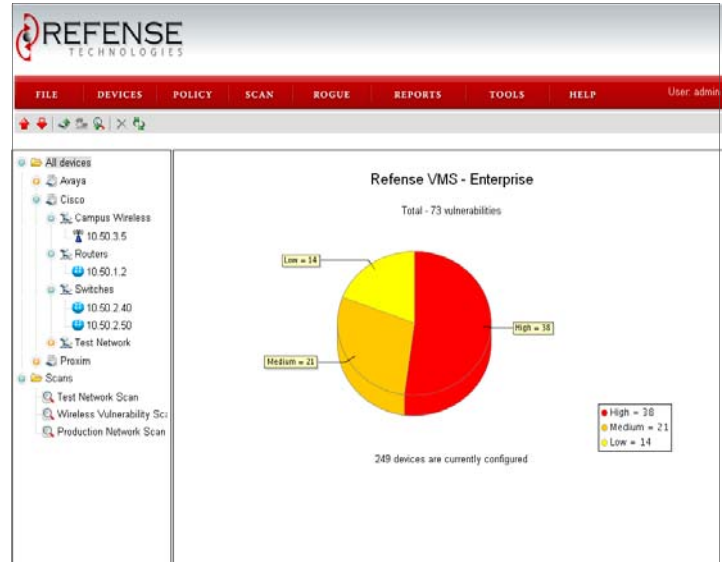 REFENSE
TECHNOLOGIES
FILE DEVICES POLICY SCAN ROGUE REPORTS TOOLS HELP User: admin
All devices
Avaya
Cisco
Campus Wireless
10.50.3.5
Routers
10.50.1.2
Switches
10.50.2.40
10.50.2.50
Test Network
Proxim
Scans
Test Network Scan
Wireless Vulnerability Sca
Production Network Scan
Refense VMS - Enterprise
Total - 73 vulnerabilities
Low = 14
High = 38
Medium = 21
High = 38
Medium = 21
Low = 14
249 devices are currently configured